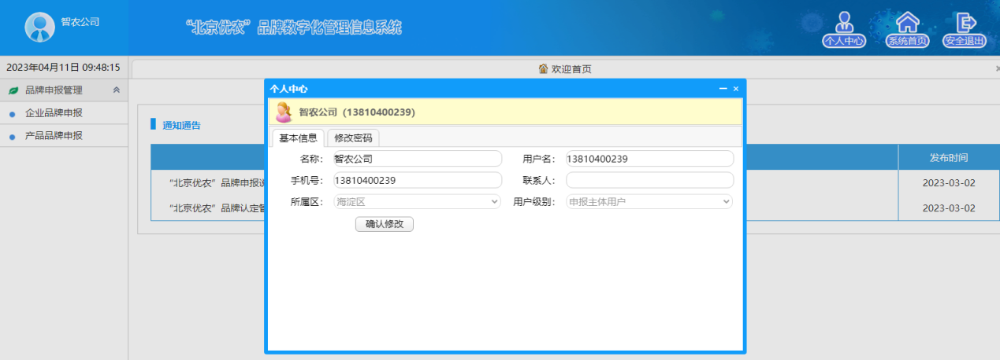 智农公司
“北京优农”品牌数字化管理信息系统
个人中心
系统首页
安全退出
2023年04月11日 09:48:15
欢迎首页
品牌申报管理
企业品牌申报
产品品牌申报
通知通告
发布时间
“北京优农”品牌申报
2023-03-02
“北京优农”品牌认定管
2023-03-02
个人中心
智农公司 (13810400239)
基本信息
修改密码
名称: 智农公司
用户名: 13810400239
手机号: 13810400239
联系人:
所属区: 海淀区
用户级别: 申报主体用户
确认修改